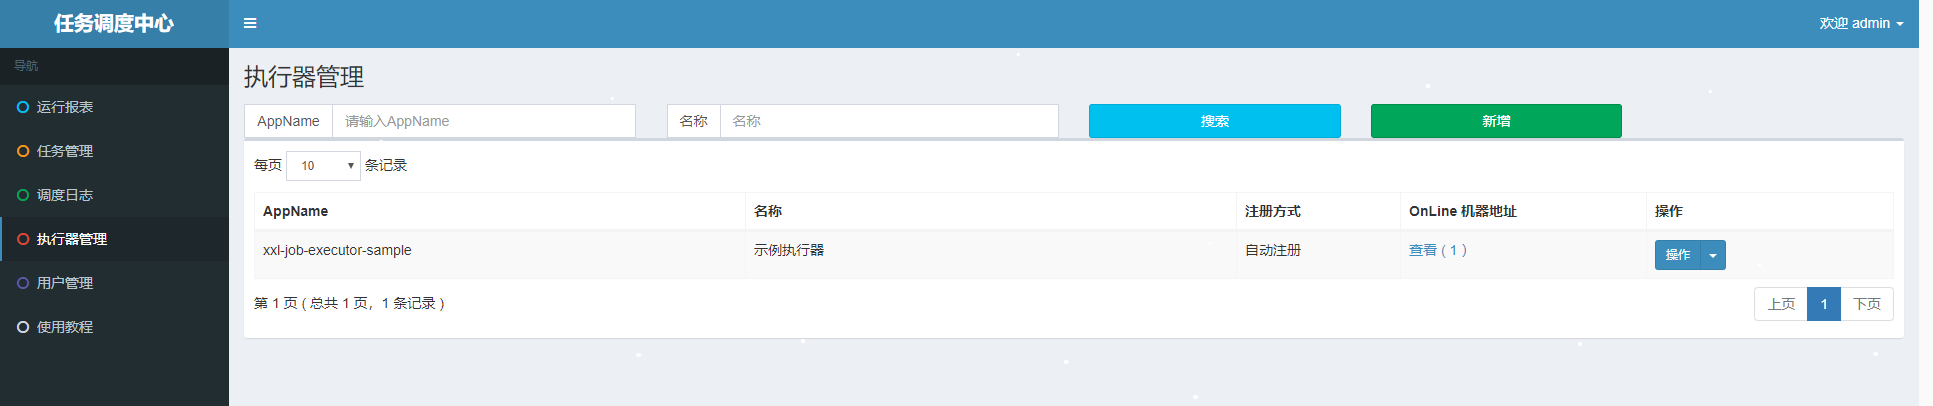 任务调度中心
欢迎 admin
导航
运行报表
任务管理
调度日志
执行器管理
用户管理
使用教程
执行器管理
AppName 请输入AppName 名称 名称 搜索 新增
每页 10 条记录
AppName 名称 注册方式 OnLine 机器地址 操作
xxl-job-executor-sample 示例执行器 自动注册 查看 ( 1 ) 操作
第 1 页 ( 总共 1 页，1 条记录 ) 上页 1 下页